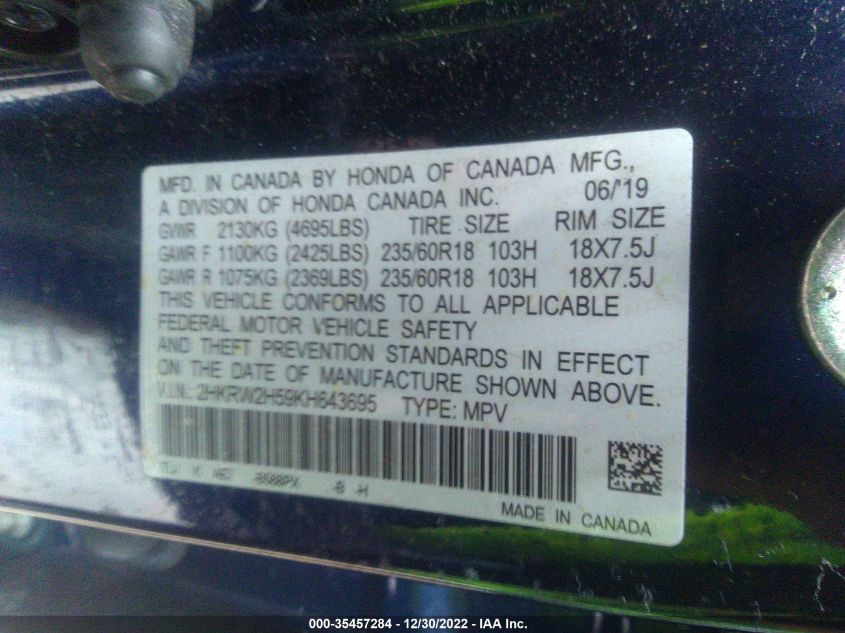 MFD. IN CANADA BY HONDA OF CANADA MFG.,
A DIVISION OF HONDA CANADA INC. 06/'19
GVWR 2130KG (4695LBS) TIRE SIZE RIM SIZE
GAWR F 1100KG (2425LBS) 235/60R18 103H 18X7.5J
GAWR R 1075KG (2369LBS) 235/60R18 103H 18X7.5J
THIS VEHICLE CONFORMS TO ALL APPLICABLE
FEDERAL MOTOR VEHICLE SAFETY
AND THEFT PREVENTION STANDARDS IN EFFECT
ON THE DATE OF MANUFACTURE SHOWN ABOVE.
V.I.N.: 2HKRW2H59KH643695 TYPE: MPV
-B -H
MADE IN CANADA
000-35457284 - 12/30/2022 - IAA Inc.